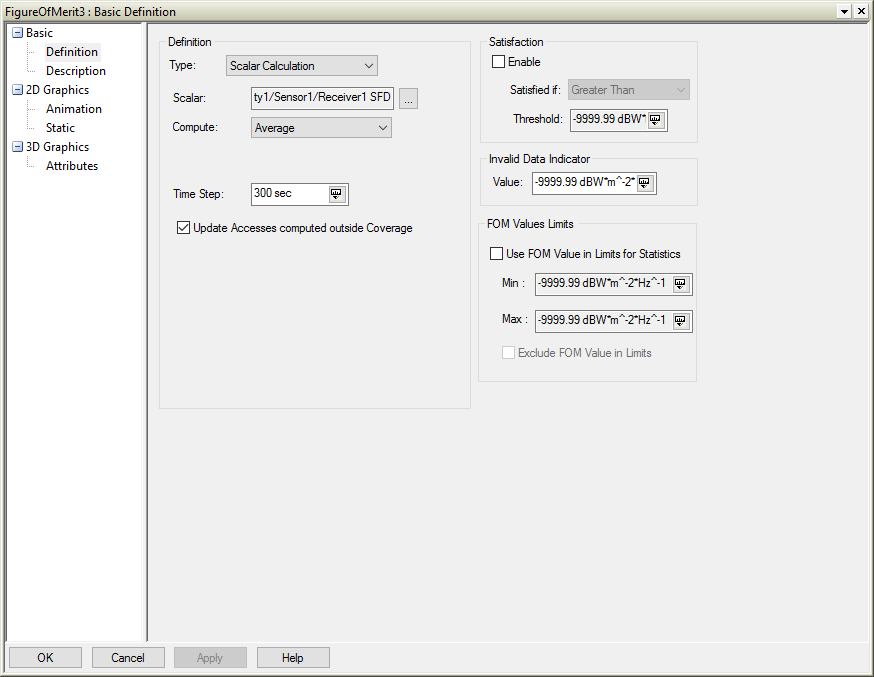 FigureOfMerit3 : Basic Definition
Basic
Definition
Description
2D Graphics
Animation
Static
3D Graphics
Attributes
Definition
Type: Scalar Calculation
Scalar: ty1/Sensor1/Receiver1 SFD ...
Compute: Average
Time Step: 300 sec
Update Accesses computed outside Coverage
Satisfaction
Enable
Satisfied if: Greater Than
Threshold: -9999.99 dBW*
Invalid Data Indicator
Value: -9999.99 dBW*m^-2*
FOM Values Limits
Use FOM Value in Limits for Statistics
Min : -9999.99 dBW*m^-2*Hz^-1
Max : -9999.99 dBW*m^-2*Hz^-1
Exclude FOM Value in Limits
OK Cancel Apply Help